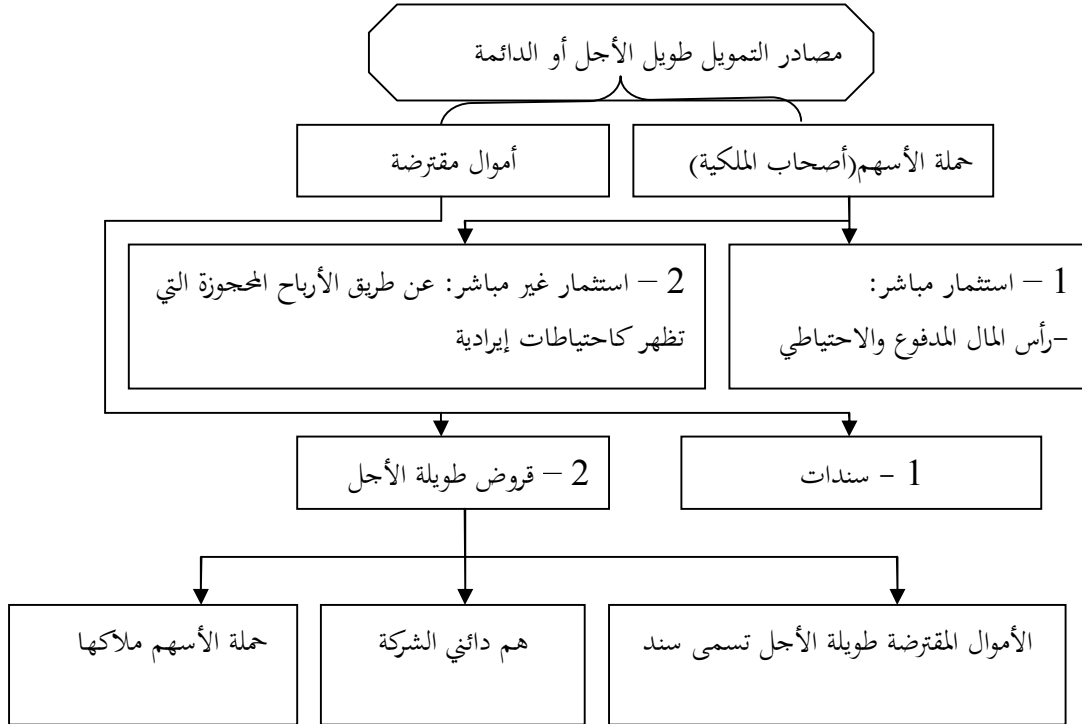 مصادر التمويل طويل الأجل أو الدائمة
حملة الأسهم(أصحاب الملكية)
أموال مقترضة
1 – استثمار مباشر:
-رأس المال المدفوع والاحتياطي
2 – استثمار غير مباشر: عن طريق الأرباح المحجوزة التي
تظهر كاحتياطات إيرادية
1 - سندات
2 – قروض طويلة الأجل
الأموال المقترضة طويلة الأجل تسمى سند
هم دائني الشركة
حملة الأسهم ملاكها